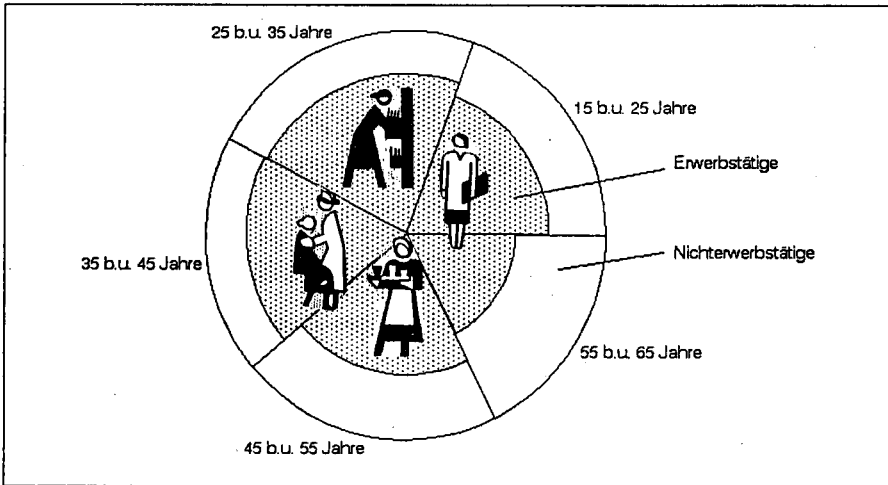 25 b.u. 35 Jahre
15 b.u. 25 Jahre
Erwerbstätige
Nichterwerbstätige
35 b.u. 45 Jahre
55 b.u. 65 Jahre
45 b.u. 55 Jahre